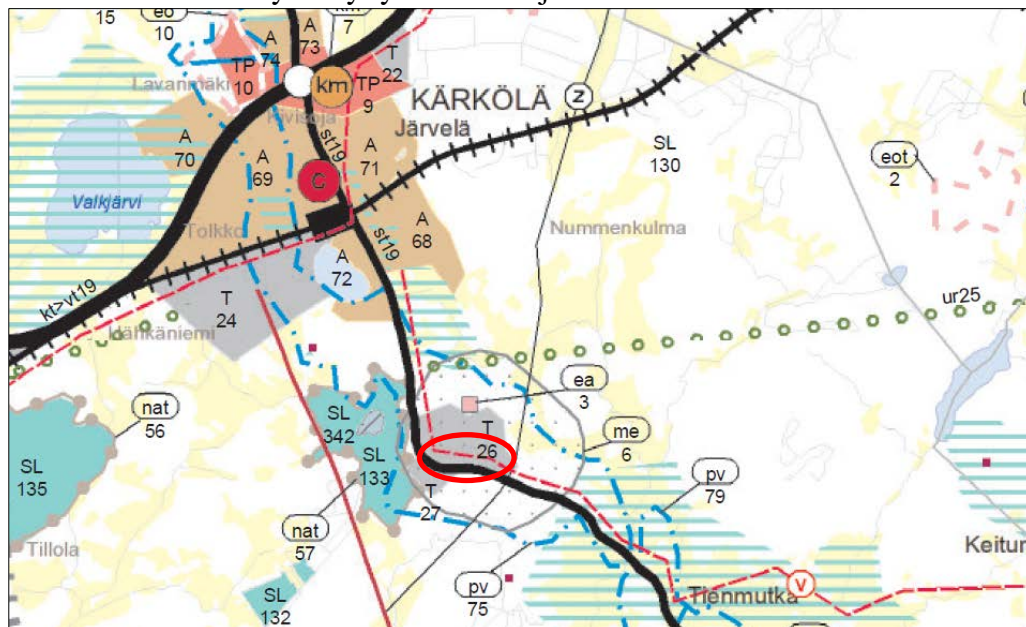 15
eo
10
A
74
A
73
km
7
TP
10
Lavanmäki
km
TP
9
T
22
Kivisoja
KÄRKÖLÄ
Järvelä
Z
SL
130
eot
2
A
70
A
69
st19
A
71
C
Valkjärvi
Tolkko
st19
A
68
Nummenkulma
A
72
kt>vt19
T
24
Hähkäniemi
ur25
nat
56
ea
3
SL
342
T
26
me
6
SL
135
SL
133
pv
79
T
27
nat
57
Tillola
pv
75
Keitur
SL
132
Tienmutka
v